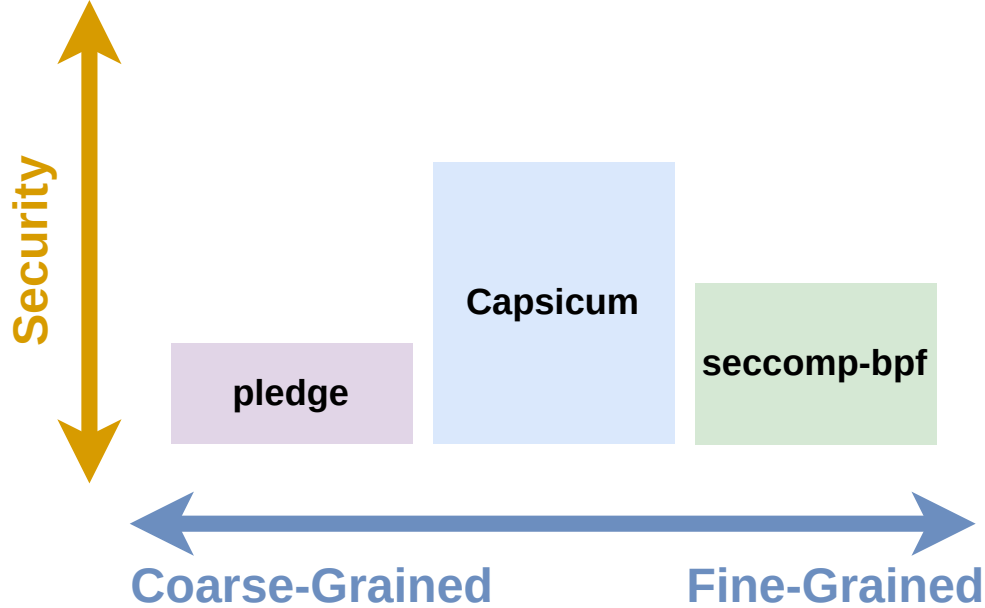 Security
Capsicum
seccomp-bpf
pledge
Coarse-Grained
Fine-Grained